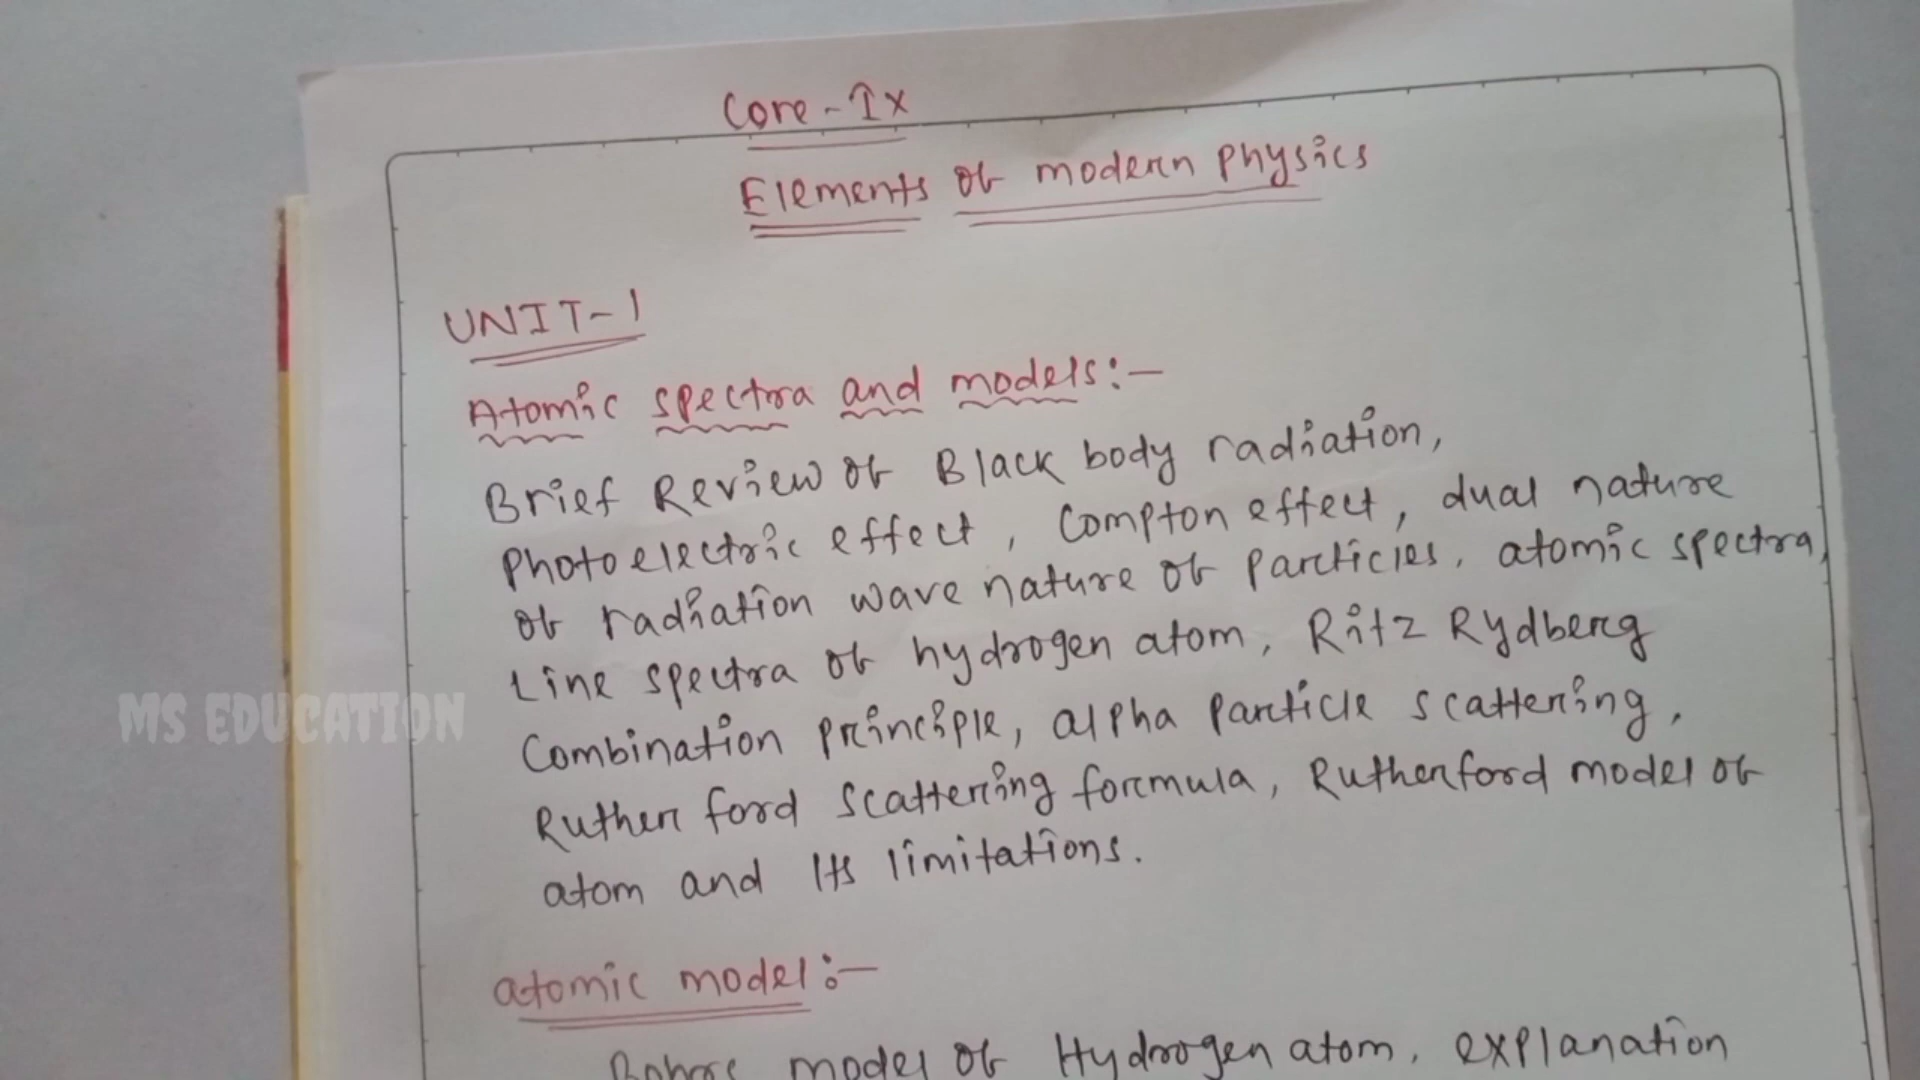 Core-IX
Elements of modern physics
UNIT-1
Atomic spectra and models:-
Brief Review of Black body radiation,
Photoelectric effect, Compton effect, dual nature
of radiation wave nature of particles. atomic spectra,
Line spectra of hydrogen atom, Ritz Rydberg
Combination principle, alpha particle scattering,
Rutherford scattering formula, Rutherford model of
atom and Its limitations.
MS EDUCATION
atomic model:-
Bohrs model of Hydrogen atom, explanation